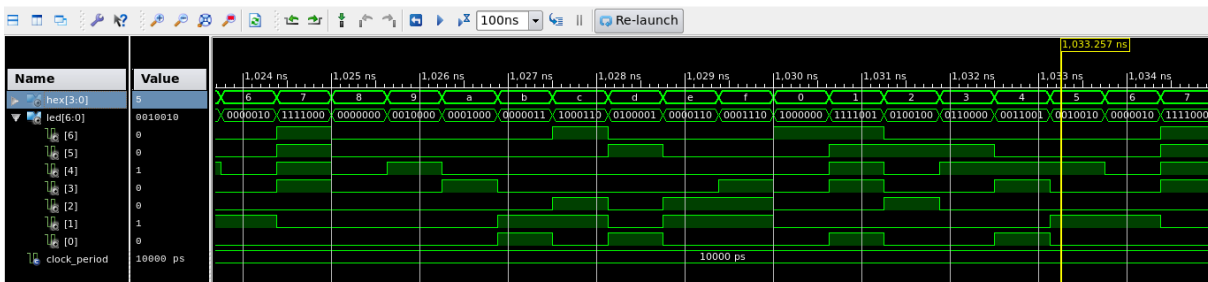 100ns Re-launch
1,033.257 ns
Name Value 1,024 ns 1,025 ns 1,026 ns 1,027 ns 1,028 ns 1,029 ns 1,030 ns 1,031 ns 1,032 ns 1,033 ns 1,034 ns
hex[3:0] 5 6 7 8 9 a b c d e f 0 1 2 3 4 5 6 7
led[6:0] 0010010 0000010 1111000 0000000 0010000 0001000 0000011 1000110 0100001 0000110 0001110 1000000 1111001 0100100 0110000 0011001 0010010 0000010 1111000
[6] 0
[5] 0
[4] 1
[3] 0
[2] 0
[1] 1
[0] 0
clock_period 10000 ps 10000 ps